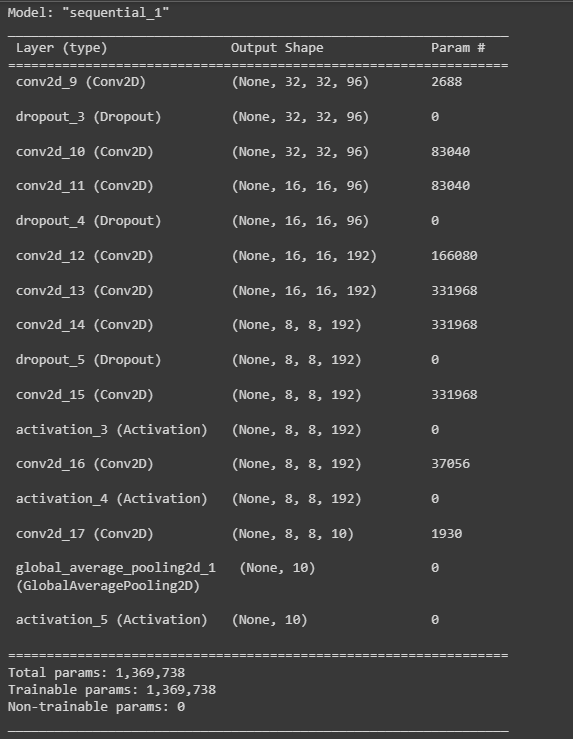 Model: "sequential_1"
_________________________________________________________________
Layer (type) Output Shape Param #
=================================================================
conv2d_9 (Conv2D) (None, 32, 32, 96) 2688
dropout_3 (Dropout) (None, 32, 32, 96) 0
conv2d_10 (Conv2D) (None, 32, 32, 96) 83040
conv2d_11 (Conv2D) (None, 16, 16, 96) 83040
dropout_4 (Dropout) (None, 16, 16, 96) 0
conv2d_12 (Conv2D) (None, 16, 16, 192) 166080
conv2d_13 (Conv2D) (None, 16, 16, 192) 331968
conv2d_14 (Conv2D) (None, 8, 8, 192) 331968
dropout_5 (Dropout) (None, 8, 8, 192) 0
conv2d_15 (Conv2D) (None, 8, 8, 192) 331968
activation_3 (Activation) (None, 8, 8, 192) 0
conv2d_16 (Conv2D) (None, 8, 8, 192) 37056
activation_4 (Activation) (None, 8, 8, 192) 0
conv2d_17 (Conv2D) (None, 8, 8, 10) 1930
global_average_pooling2d_1 (None, 10) 0
(GlobalAveragePooling2D)
activation_5 (Activation) (None, 10) 0
=================================================================
Total params: 1,369,738
Trainable params: 1,369,738
Non-trainable params: 0
_________________________________________________________________